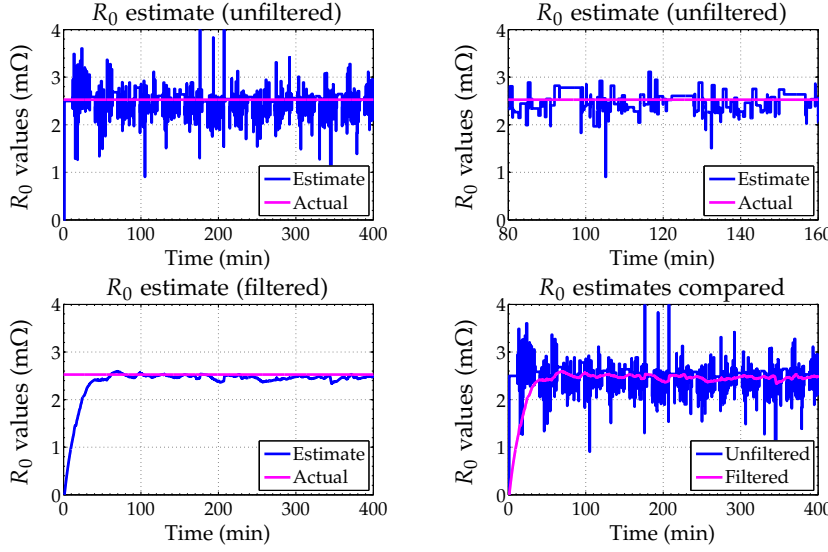 R₀ estimate (unfiltered)
R₀ values (mΩ)
4
3
2
1
0
Estimate
Actual
0 100 200 300 400
Time (min)
R₀ estimate (unfiltered)
R₀ values (mΩ)
4
3
2
1
0
Estimate
Actual
80 100 120 140 160
Time (min)
R₀ estimate (filtered)
R₀ values (mΩ)
4
3
2
1
0
Estimate
Actual
0 100 200 300 400
Time (min)
R₀ estimates compared
R₀ values (mΩ)
4
3
2
1
0
Unfiltered
Filtered
0 100 200 300 400
Time (min)